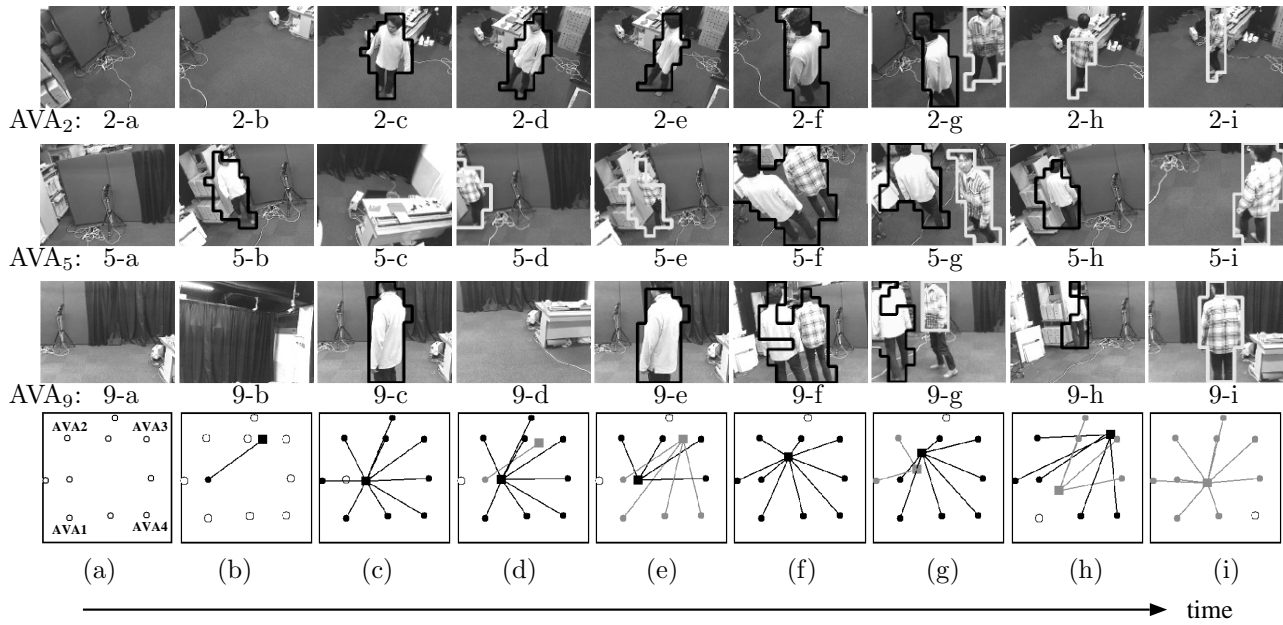 AVA₂: 2-a 2-b 2-c 2-d 2-e 2-f 2-g 2-h 2-i
AVA₅: 5-a 5-b 5-c 5-d 5-e 5-f 5-g 5-h 5-i
AVA₉: 9-a 9-b 9-c 9-d 9-e 9-f 9-g 9-h 9-i
AVA2 AVA3
AVA1 AVA4
(a) (b) (c) (d) (e) (f) (g) (h) (i)
time